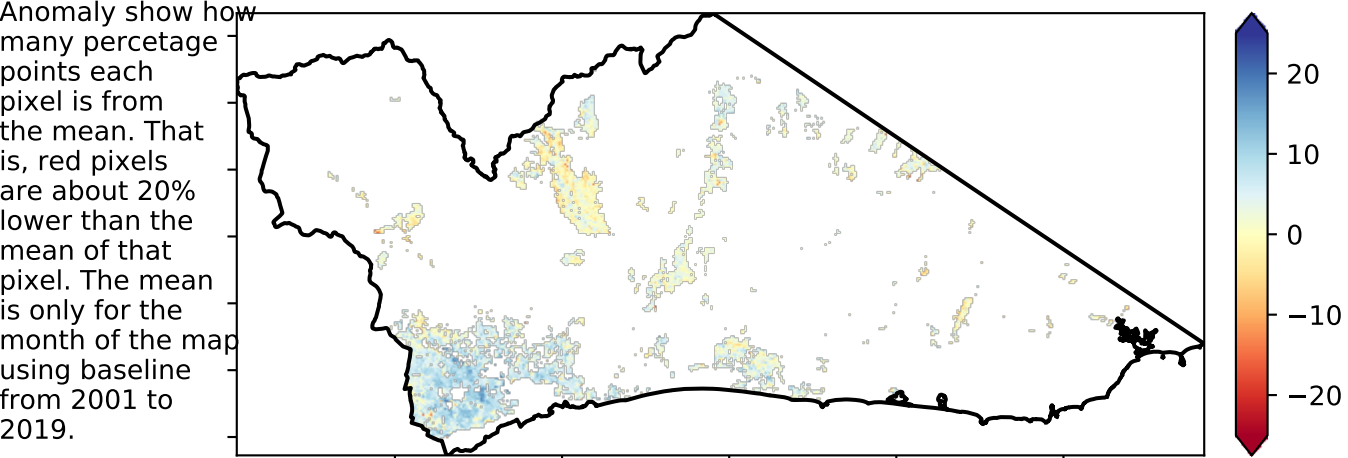 Anomaly show how
many percetage
points each
pixel is from
the mean. That
is, red pixels
are about 20%
lower than the
mean of that
pixel. The mean
is only for the
month of the map
using baseline
from 2001 to
2019.
20
10
0
−10
−20